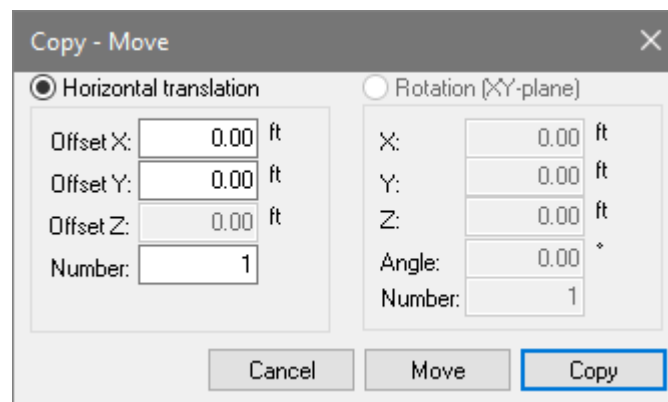 Copy - Move
Horizontal translation
Offset X: 0.00 ft
Offset Y: 0.00 ft
Offset Z: 0.00 ft
Number: 1
Rotation (XY-plane)
X: 0.00 ft
Y: 0.00 ft
Z: 0.00 ft
Angle: 0.00 °
Number: 1
Cancel Move Copy